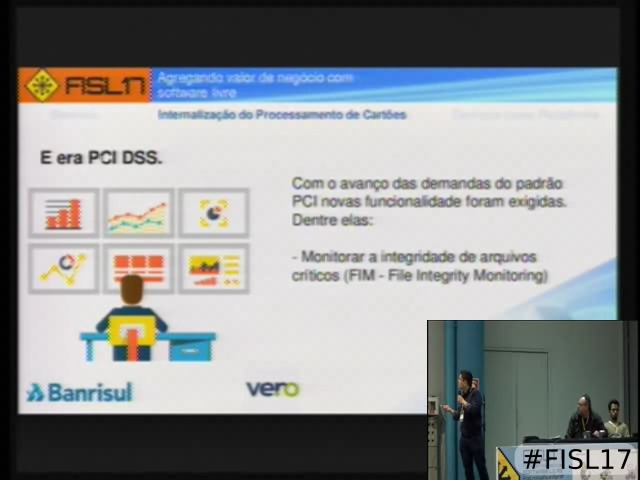 FISL17
Agregando valor de negócio com
software livre
Internalização do Processamento de Cartões
E era PCI DSS.
Com o avanço das demandas do padrão
PCI novas funcionalidade foram exigidas.
Dentre elas:
- Monitorar a integridade de arquivos
críticos (FIM - File Integrity Monitoring)
Banrisul
vero
#FISL17